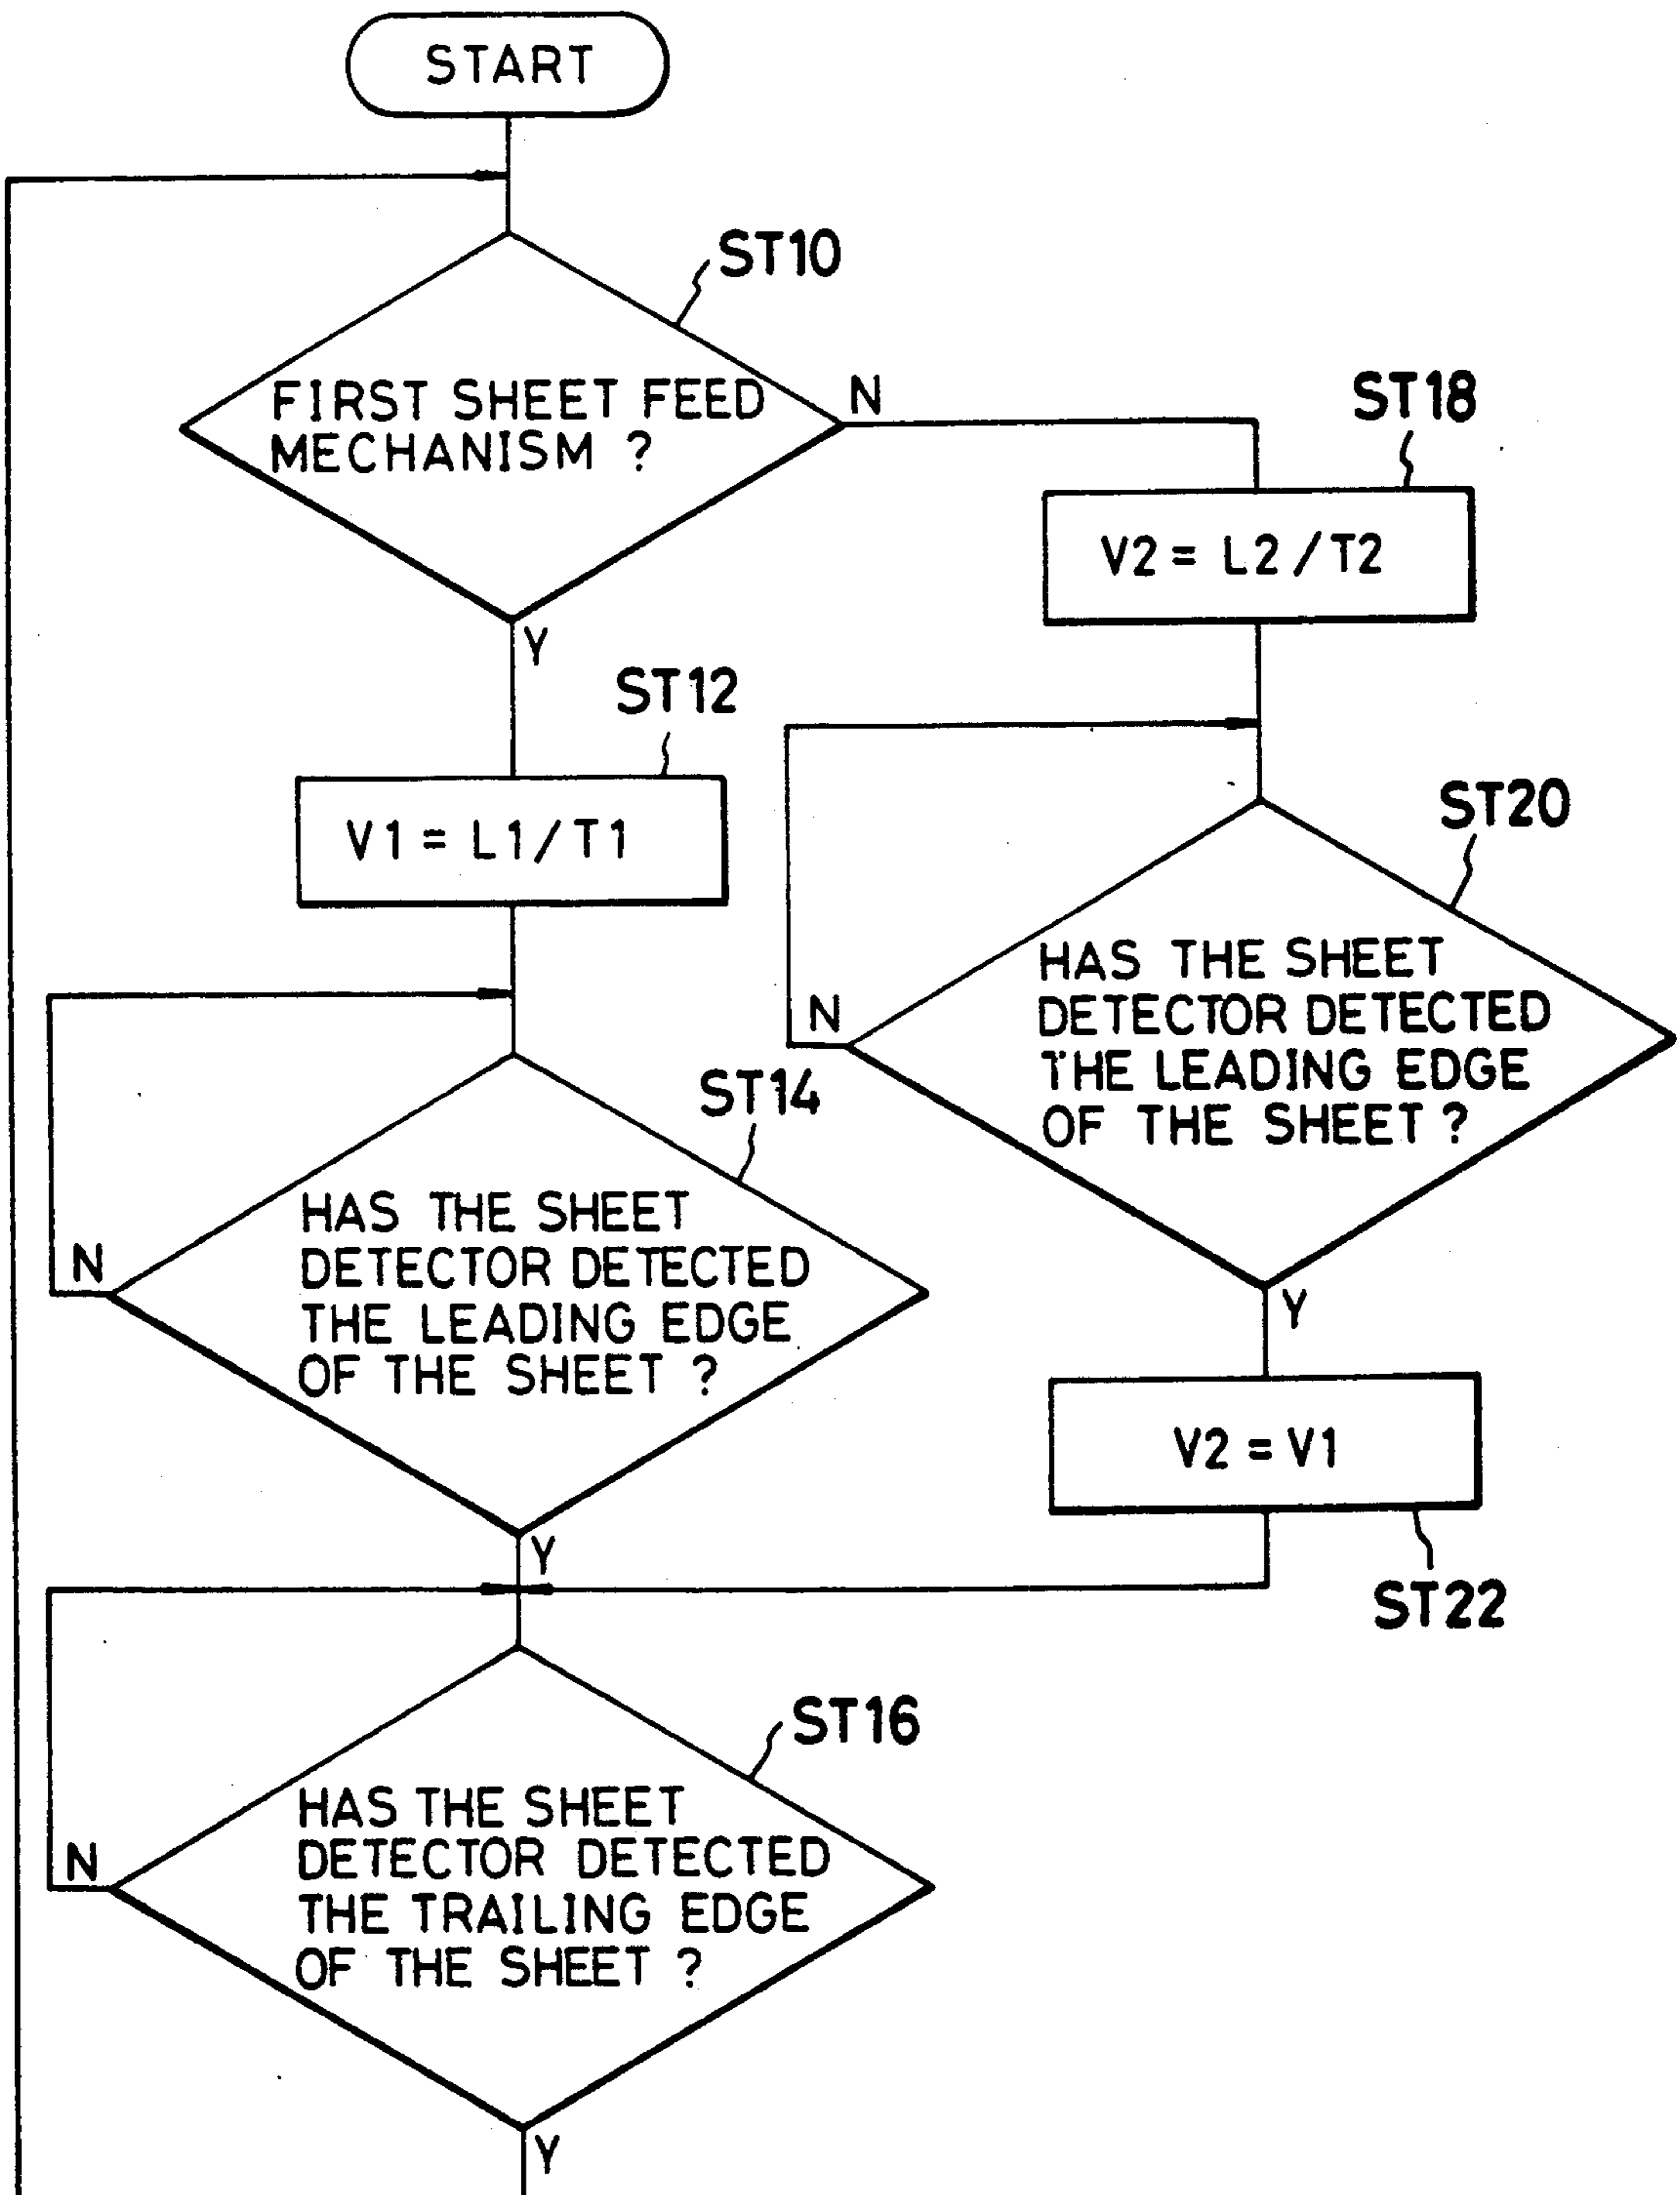 START
ST10
FIRST SHEET FEED
MECHANISM ?
N
Y
ST18
V2 = L2 / T2
ST12
V1 = L1 / T1
ST20
HAS THE SHEET
DETECTOR DETECTED
THE LEADING EDGE
OF THE SHEET ?
N
Y
ST14
HAS THE SHEET
DETECTOR DETECTED
THE LEADING EDGE
OF THE SHEET ?
N
Y
V2 = V1
ST22
ST16
HAS THE SHEET
DETECTOR DETECTED
THE TRAILING EDGE
OF THE SHEET ?
N
Y